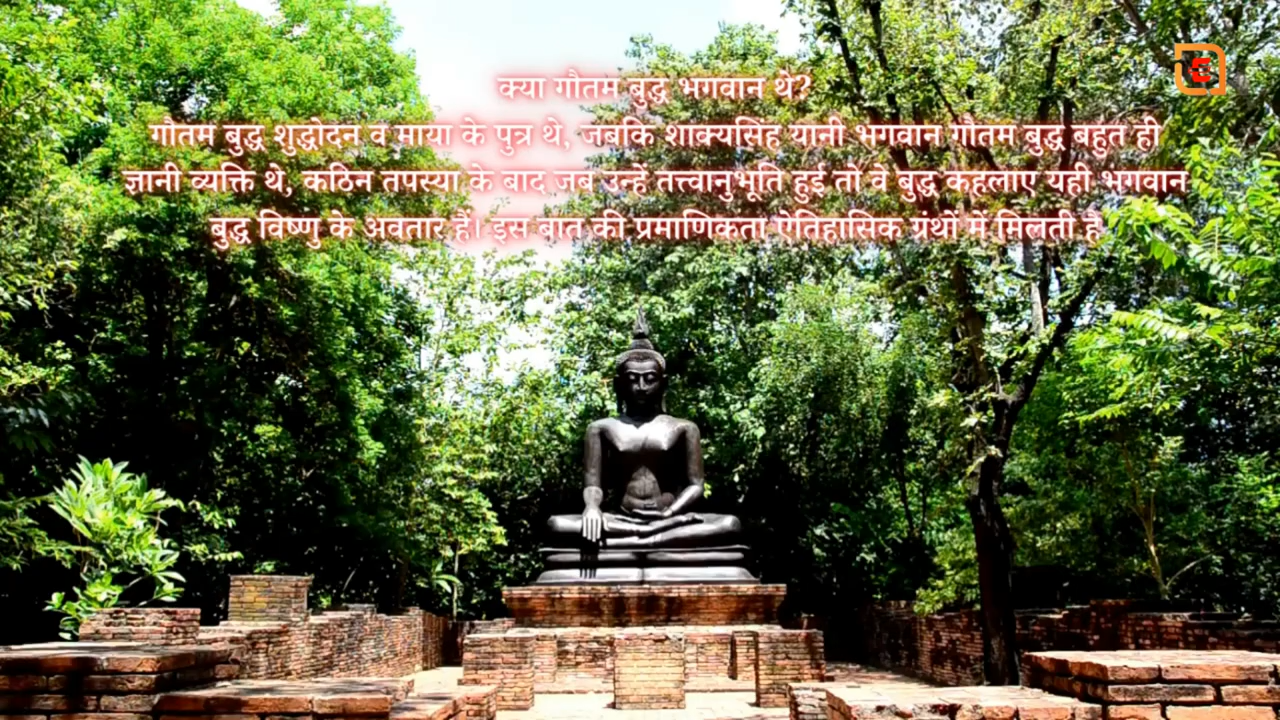 क्या गौतम बुद्ध भगवान थे?
गौतम बुद्ध शुद्धोदन व माया के पुत्र थे, जबकि शाक्यसिंह यानी भगवान गौतम बुद्ध बहुत ही
ज्ञानी व्यक्ति थे, कठिन तपस्या के बाद जब उन्हें तत्त्वानुभूति हुई तो वे बुद्ध कहलाए यही भगवान
बुद्ध विष्णु के अवतार हैं। इस बात की प्रमाणिकता ऐतिहासिक ग्रंथों में मिलती है